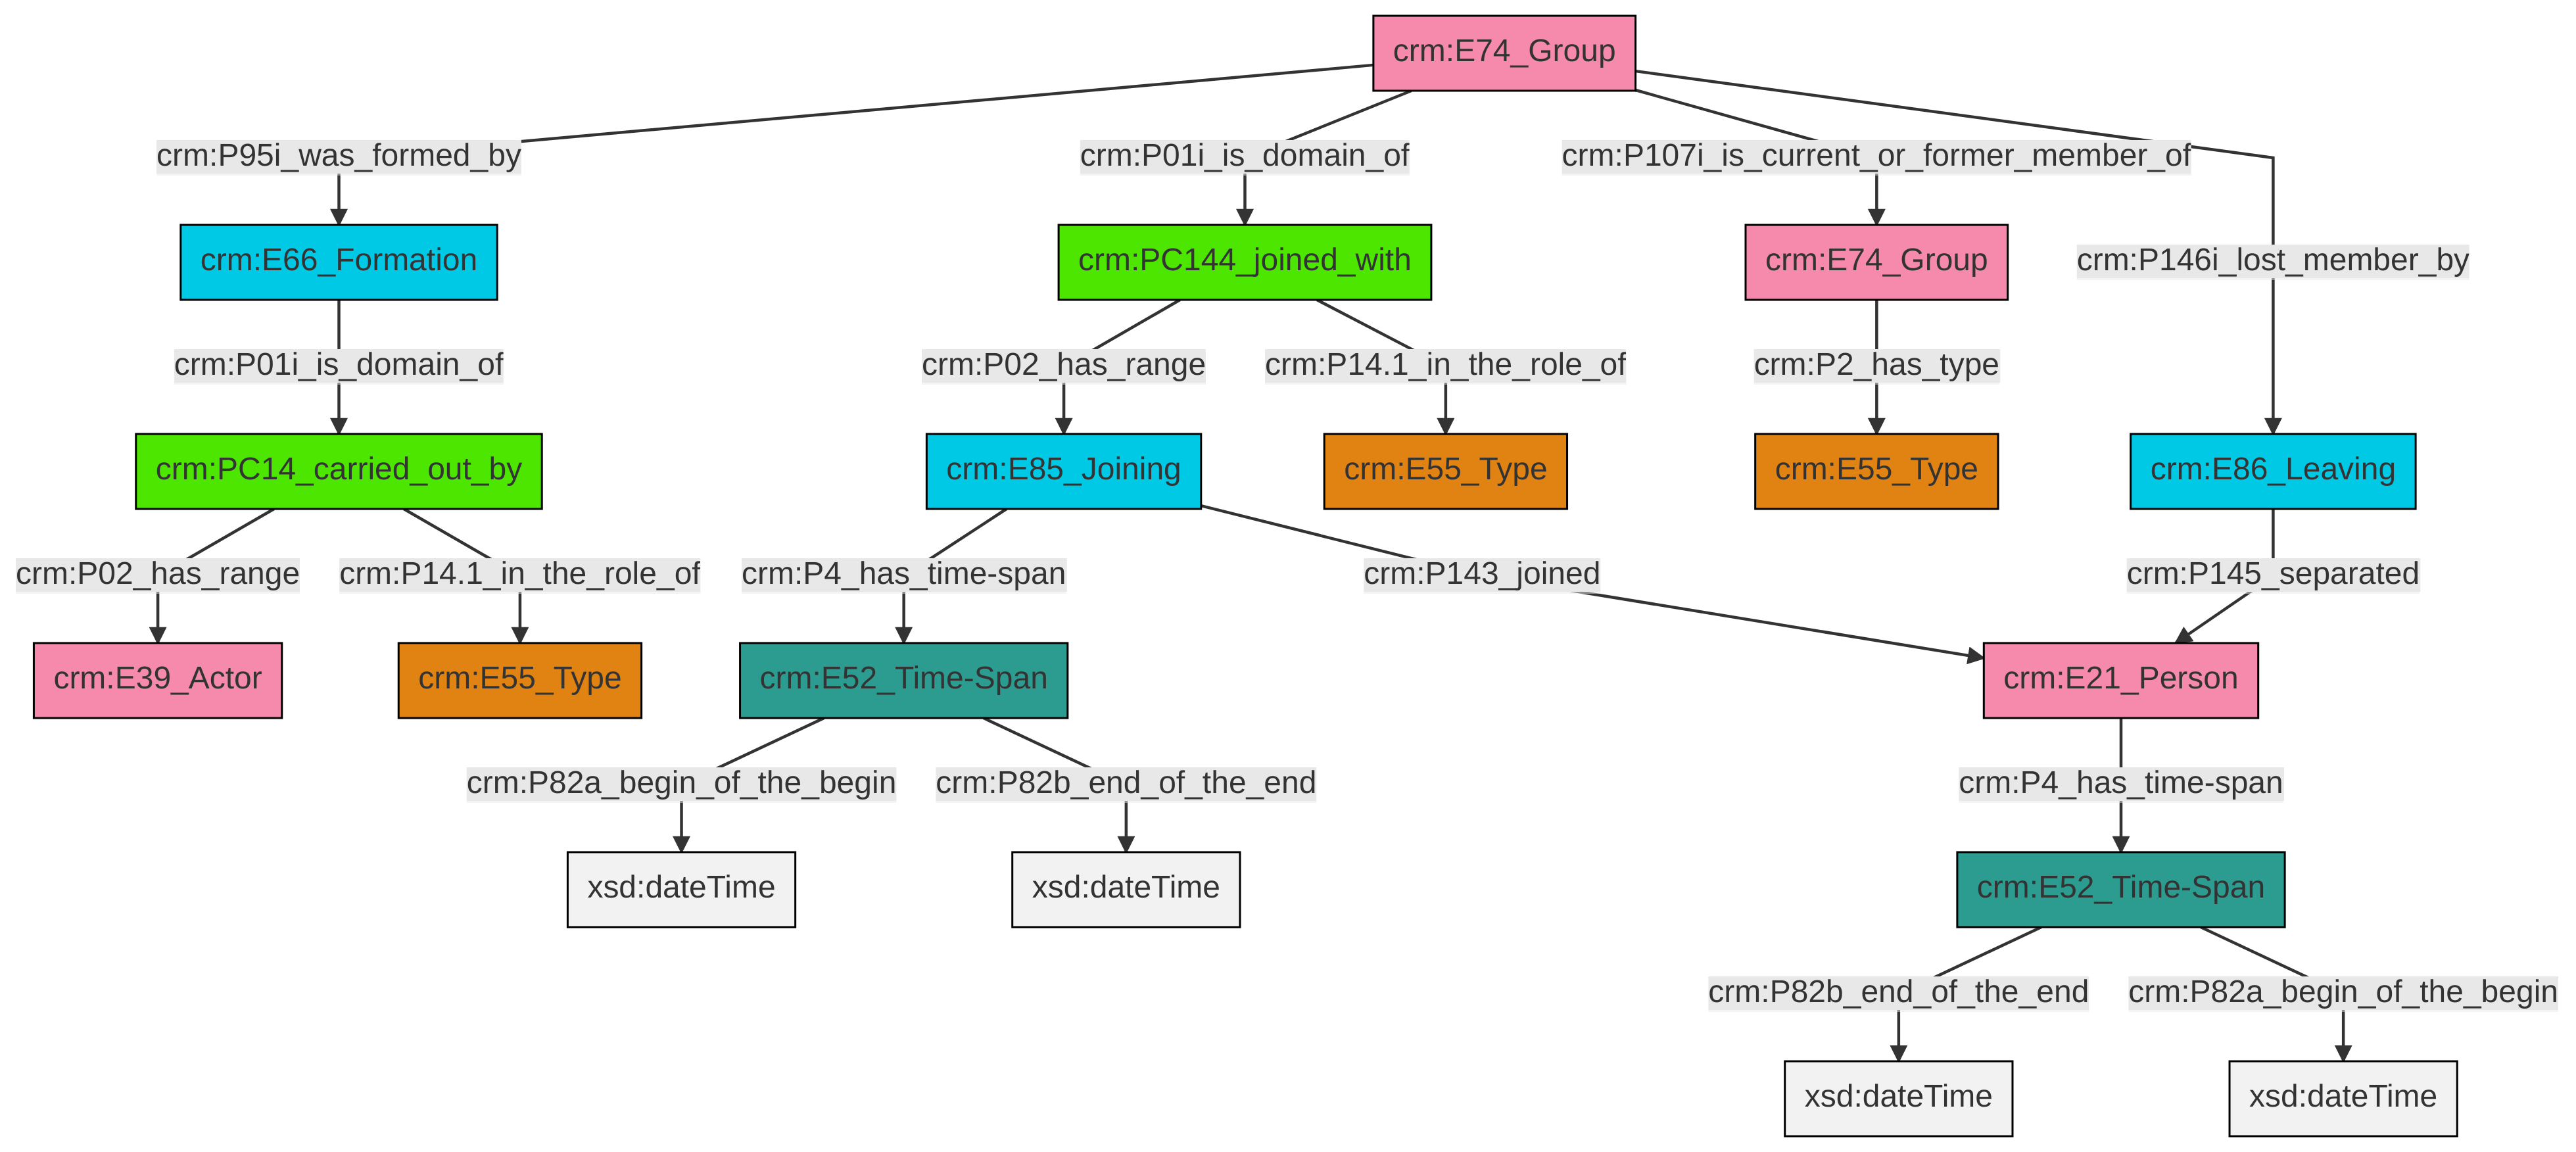 crm:E74_Group
crm:P95i_was_formed_by
crm:P01i_is_domain_of
crm:P107i_is_current_or_former_member_of
crm:E66_Formation
crm:PC144_joined_with
crm:E74_Group
crm:P146i_lost_member_by
crm:P01i_is_domain_of
crm:P02_has_range
crm:P14.1_in_the_role_of
crm:P2_has_type
crm:PC14_carried_out_by
crm:E85_Joining
crm:E55_Type
crm:E55_Type
crm:E86_Leaving
crm:P02_has_range
crm:P14.1_in_the_role_of
crm:P4_has_time-span
crm:P143_joined
crm:P145_separated
crm:E39_Actor
crm:E55_Type
crm:E52_Time-Span
crm:E21_Person
crm:P82a_begin_of_the_begin
crm:P82b_end_of_the_end
crm:P4_has_time-span
xsd:dateTime
xsd:dateTime
crm:E52_Time-Span
crm:P82b_end_of_the_end
crm:P82a_begin_of_the_begin
xsd:dateTime
xsd:dateTime